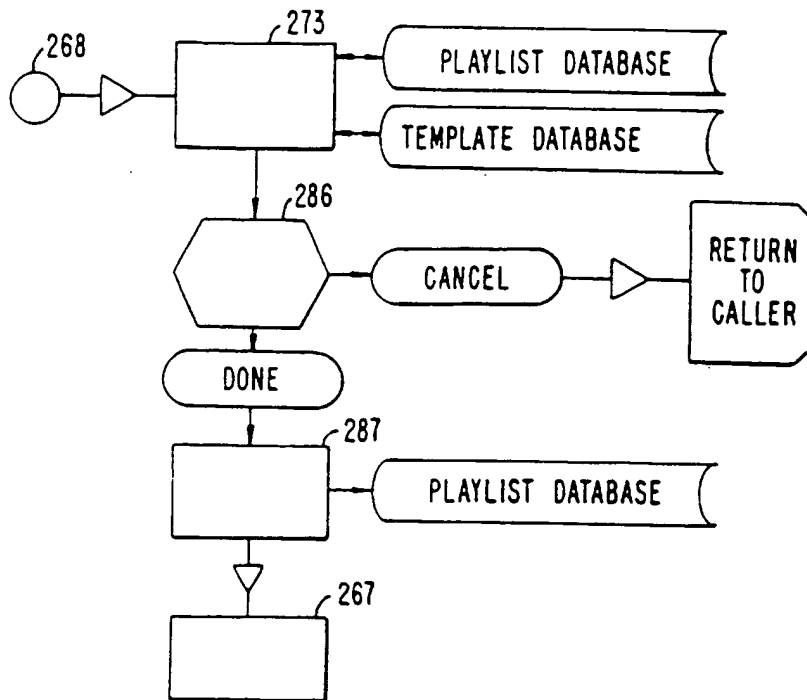 268
273
PLAYLIST DATABASE
TEMPLATE DATABASE
286
CANCEL
RETURN
TO
CALLER
DONE
287
PLAYLIST DATABASE
267